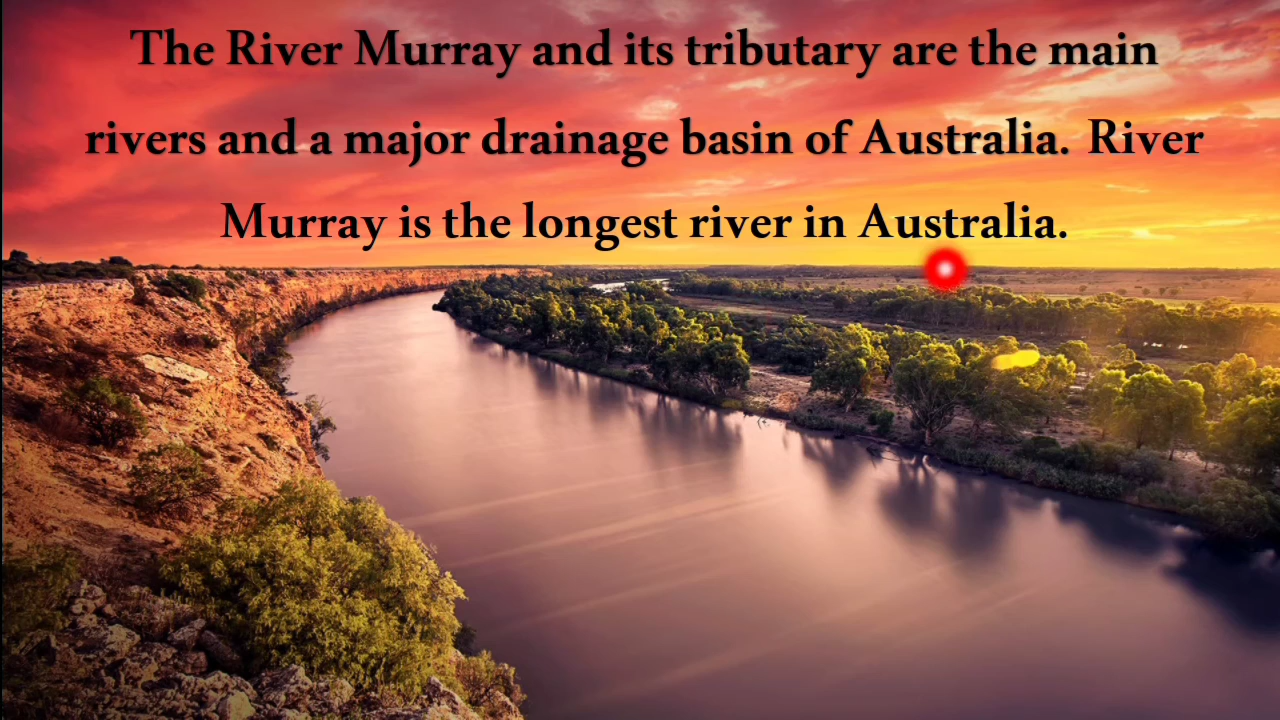 The River Murray and its tributary are the main
rivers and a major drainage basin of Australia. River
Murray is the longest river in Australia.